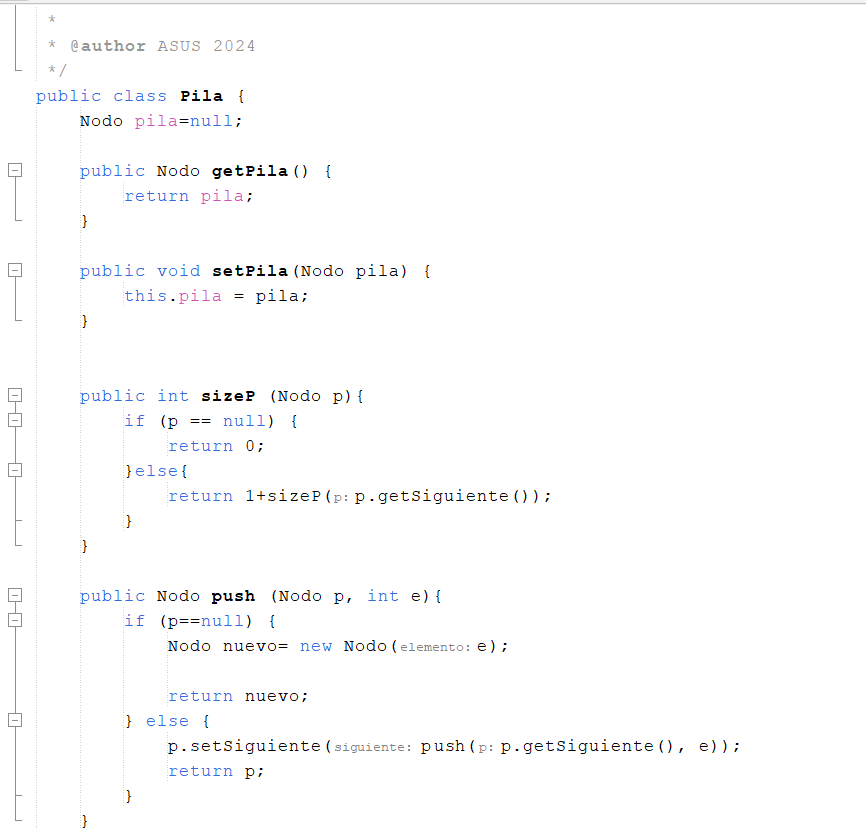 *
* @author ASUS 2024
*/
public class Pila {
Nodo pila=null;
public Nodo getPila() {
return pila;
}
public void setPila(Nodo pila) {
this.pila = pila;
}
public int sizeP (Nodo p){
if (p == null) {
return 0;
}else{
return 1+sizeP(p: p.getSiguiente());
}
}
public Nodo push (Nodo p, int e){
if (p==null) {
Nodo nuevo= new Nodo(elemento: e);
return nuevo;
} else {
p.setSiguiente(siguiente: push(p: p.getSiguiente(), e));
return p;
}
}